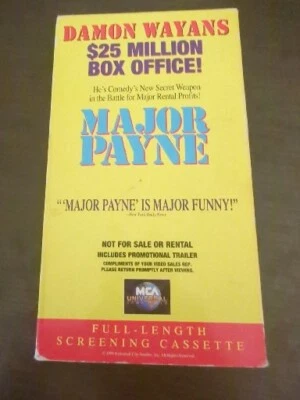 DAMON WAYANS
$25 MILLION
BOX OFFICE!
He's Comedy's New Secret Weapon
in the Battle for Major Rental Profits!
MAJOR
PAYNE
"'MAJOR PAYNE' IS MAJOR FUNNY!"
NOT FOR SALE OR RENTAL
INCLUDES PROMOTIONAL TRAILER
COMPLIMENTS OF YOUR VIDEO SALES REP.
PLEASE RETURN PROMPTLY AFTER VIEWING.
MCA
UNIVERSAL
FULL-LENGTH
SCREENING CASSETTE